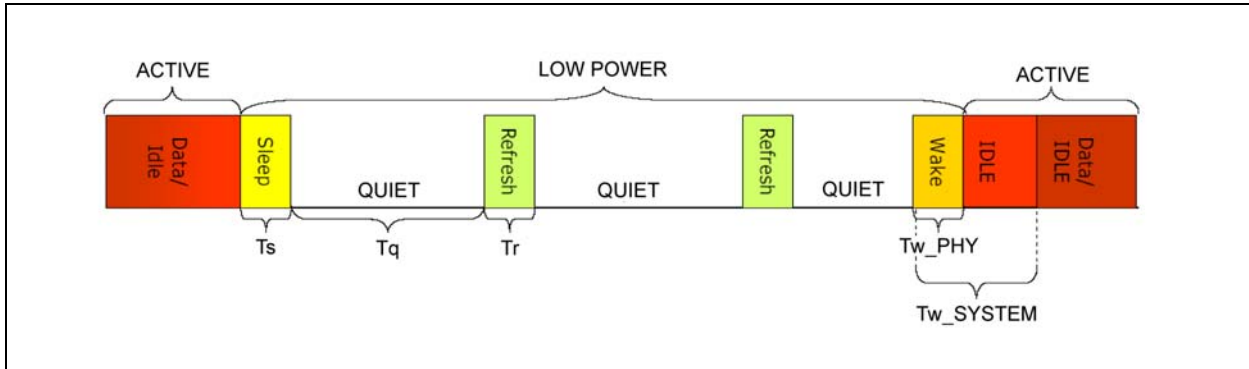 ACTIVE
LOW POWER
ACTIVE
Data/
Idle
Sleep
QUIET
Refresh
QUIET
Refresh
QUIET
Wake
IDLE
Data/
IDLE
Ts
Tq
Tr
Tw_PHY
Tw_SYSTEM